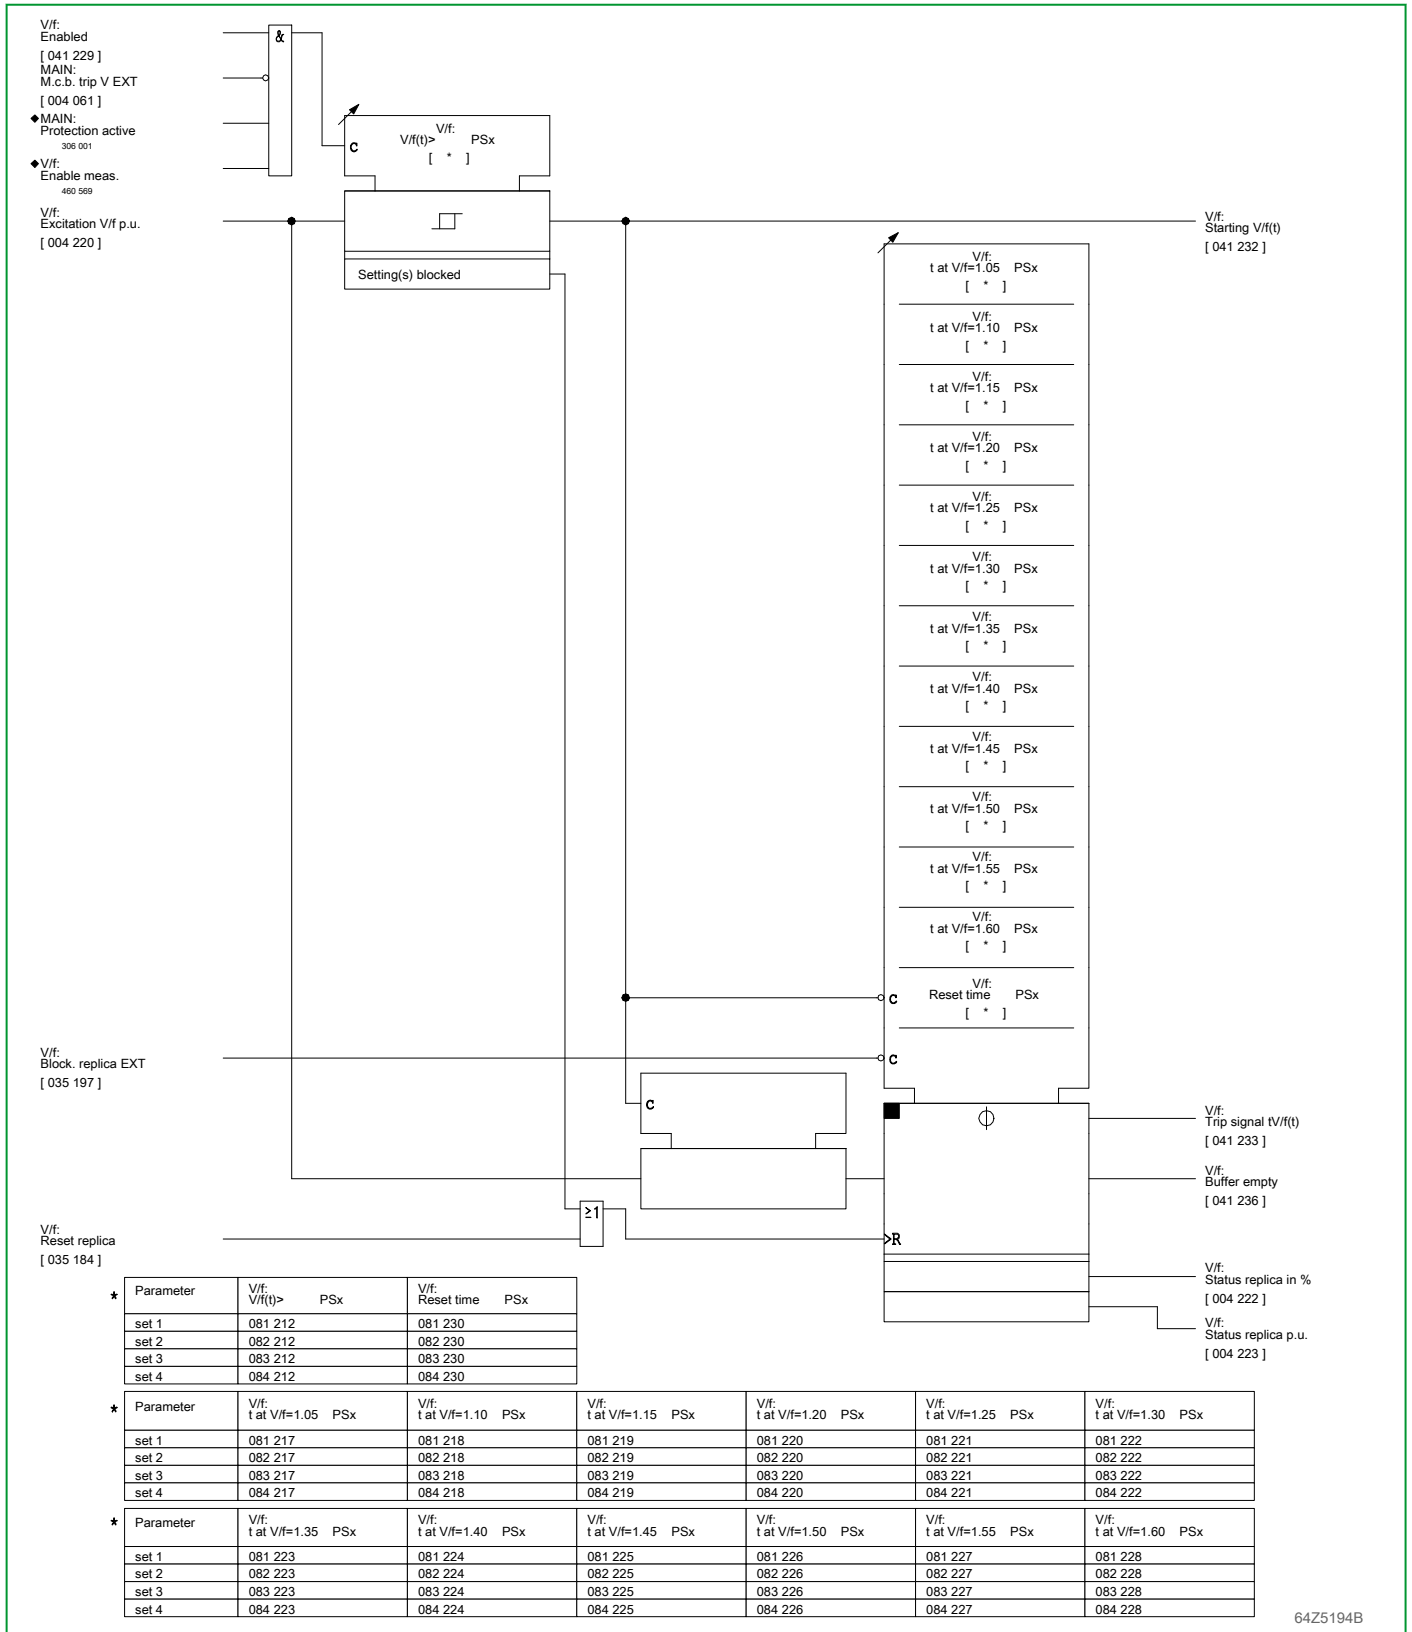 V/f:
Enabled
[ 041 229 ]
MAIN:
M.c.b. trip V EXT
[ 004 061 ]
◆MAIN:
Protection active
306 001
◆V/f:
Enable meas.
460 569
V/f:
Excitation V/f p.u.
[ 004 220 ]
&
C
V/f:
V/f(t)> PSx
[ * ]
Setting(s) blocked
V/f:
Starting V/f(t)
[ 041 232 ]
V/f:
t at V/f=1.05 PSx
[ * ]
V/f:
t at V/f=1.10 PSx
[ * ]
V/f:
t at V/f=1.15 PSx
[ * ]
V/f:
t at V/f=1.20 PSx
[ * ]
V/f:
t at V/f=1.25 PSx
[ * ]
V/f:
t at V/f=1.30 PSx
[ * ]
V/f:
t at V/f=1.35 PSx
[ * ]
V/f:
t at V/f=1.40 PSx
[ * ]
V/f:
t at V/f=1.45 PSx
[ * ]
V/f:
t at V/f=1.50 PSx
[ * ]
V/f:
t at V/f=1.55 PSx
[ * ]
V/f:
t at V/f=1.60 PSx
[ * ]
V/f:
C Reset time PSx
[ * ]
V/f:
Block. replica EXT
[ 035 197 ]
C
C
V/f:
Trip signal tV/f(t)
[ 041 233 ]
V/f:
Buffer empty
[ 041 236 ]
≥1
R
V/f:
Reset replica
[ 035 184 ]
V/f:
Status replica in %
[ 004 222 ]
V/f:
Status replica p.u.
[ 004 223 ]
* Parameter V/f: V/f:
V/f(t)> PSx Reset time PSx
set 1 081 212 081 230
set 2 082 212 082 230
set 3 083 212 083 230
set 4 084 212 084 230
* Parameter V/f: V/f: V/f: V/f: V/f: V/f:
t at V/f=1.05 PSx t at V/f=1.10 PSx t at V/f=1.15 PSx t at V/f=1.20 PSx t at V/f=1.25 PSx t at V/f=1.30 PSx
set 1 081 217 081 218 081 219 081 220 081 221 081 222
set 2 082 217 082 218 082 219 082 220 082 221 082 222
set 3 083 217 083 218 083 219 083 220 083 221 083 222
set 4 084 217 084 218 084 219 084 220 084 221 084 222
* Parameter V/f: V/f: V/f: V/f: V/f: V/f:
t at V/f=1.35 PSx t at V/f=1.40 PSx t at V/f=1.45 PSx t at V/f=1.50 PSx t at V/f=1.55 PSx t at V/f=1.60 PSx
set 1 081 223 081 224 081 225 081 226 081 227 081 228
set 2 082 223 082 224 082 225 082 226 082 227 082 228
set 3 083 223 083 224 083 225 083 226 083 227 083 228
set 4 084 223 084 224 084 225 084 226 084 227 084 228
64Z5194B